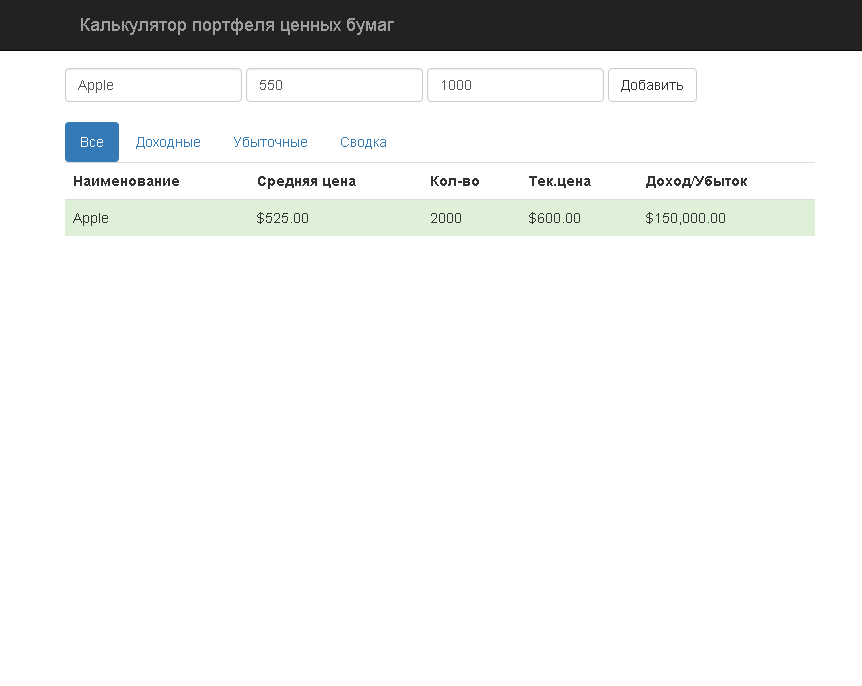 Калькулятор портфеля ценных бумаг
Apple 550 1000 Добавить
Все Доходные Убыточные Сводка
Наименование Средняя цена Кол-во Тек.цена Доход/Убыток
Apple $525.00 2000 $600.00 $150,000.00